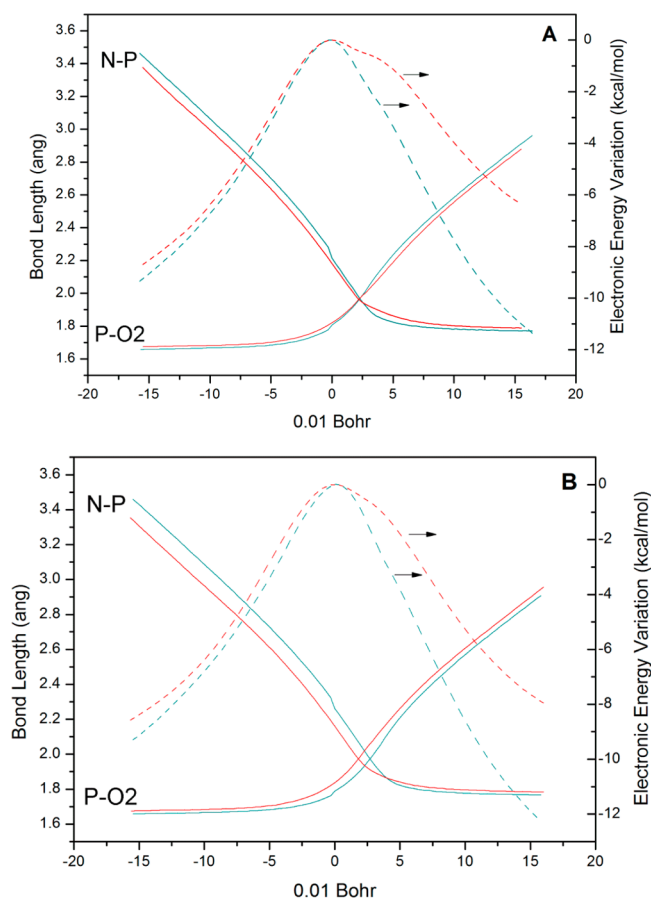 A
N-P
P-O2
3.6
3.4
3.2
3.0
2.8
2.6
2.4
2.2
2.0
1.8
1.6
Bond Length (ang)
0
-2
-4
-6
-8
-10
-12
Electronic Energy Variation (kcal/mol)
-20 -15 -10 -5 0 5 10 15 20
0.01 Bohr
B
N-P
P-O2
3.6
3.4
3.2
3.0
2.8
2.6
2.4
2.2
2.0
1.8
1.6
Bond Length (ang)
0
-2
-4
-6
-8
-10
-12
Electronic Energy Variation (kcal/mol)
-20 -15 -10 -5 0 5 10 15 20
0.01 Bohr